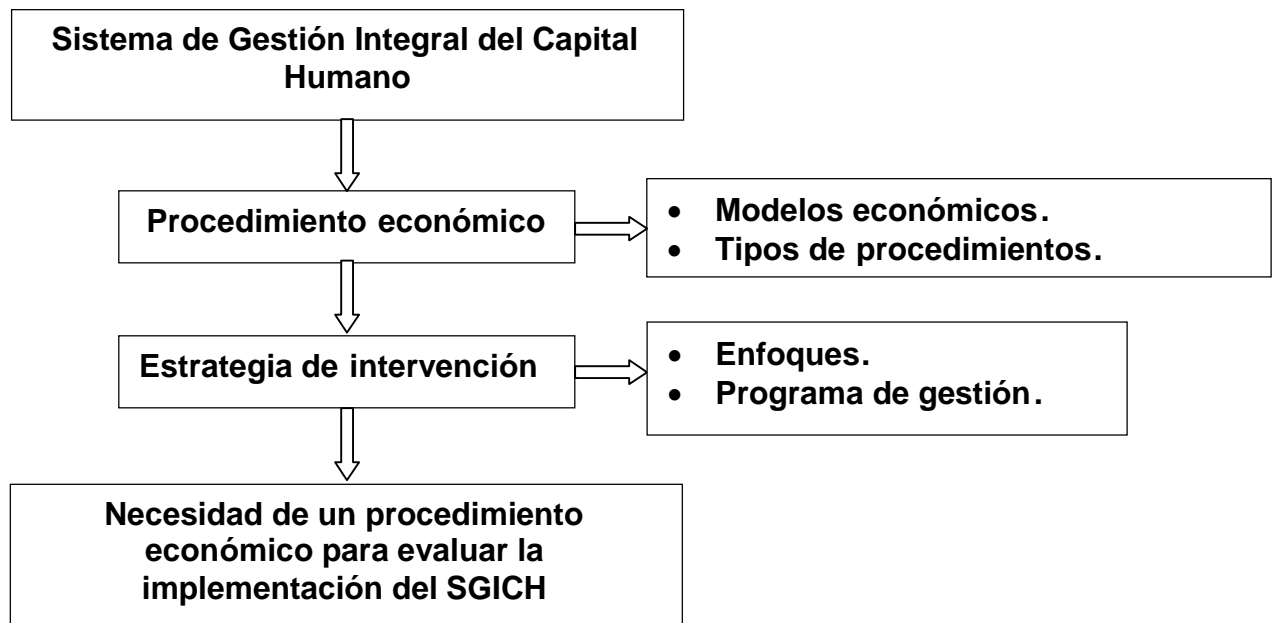 Sistema de Gestión Integral del Capital
Humano
Procedimiento económico
• Modelos económicos.
• Tipos de procedimientos.
Estrategia de intervención
• Enfoques.
• Programa de gestión.
Necesidad de un procedimiento
económico para evaluar la
implementación del SGICH